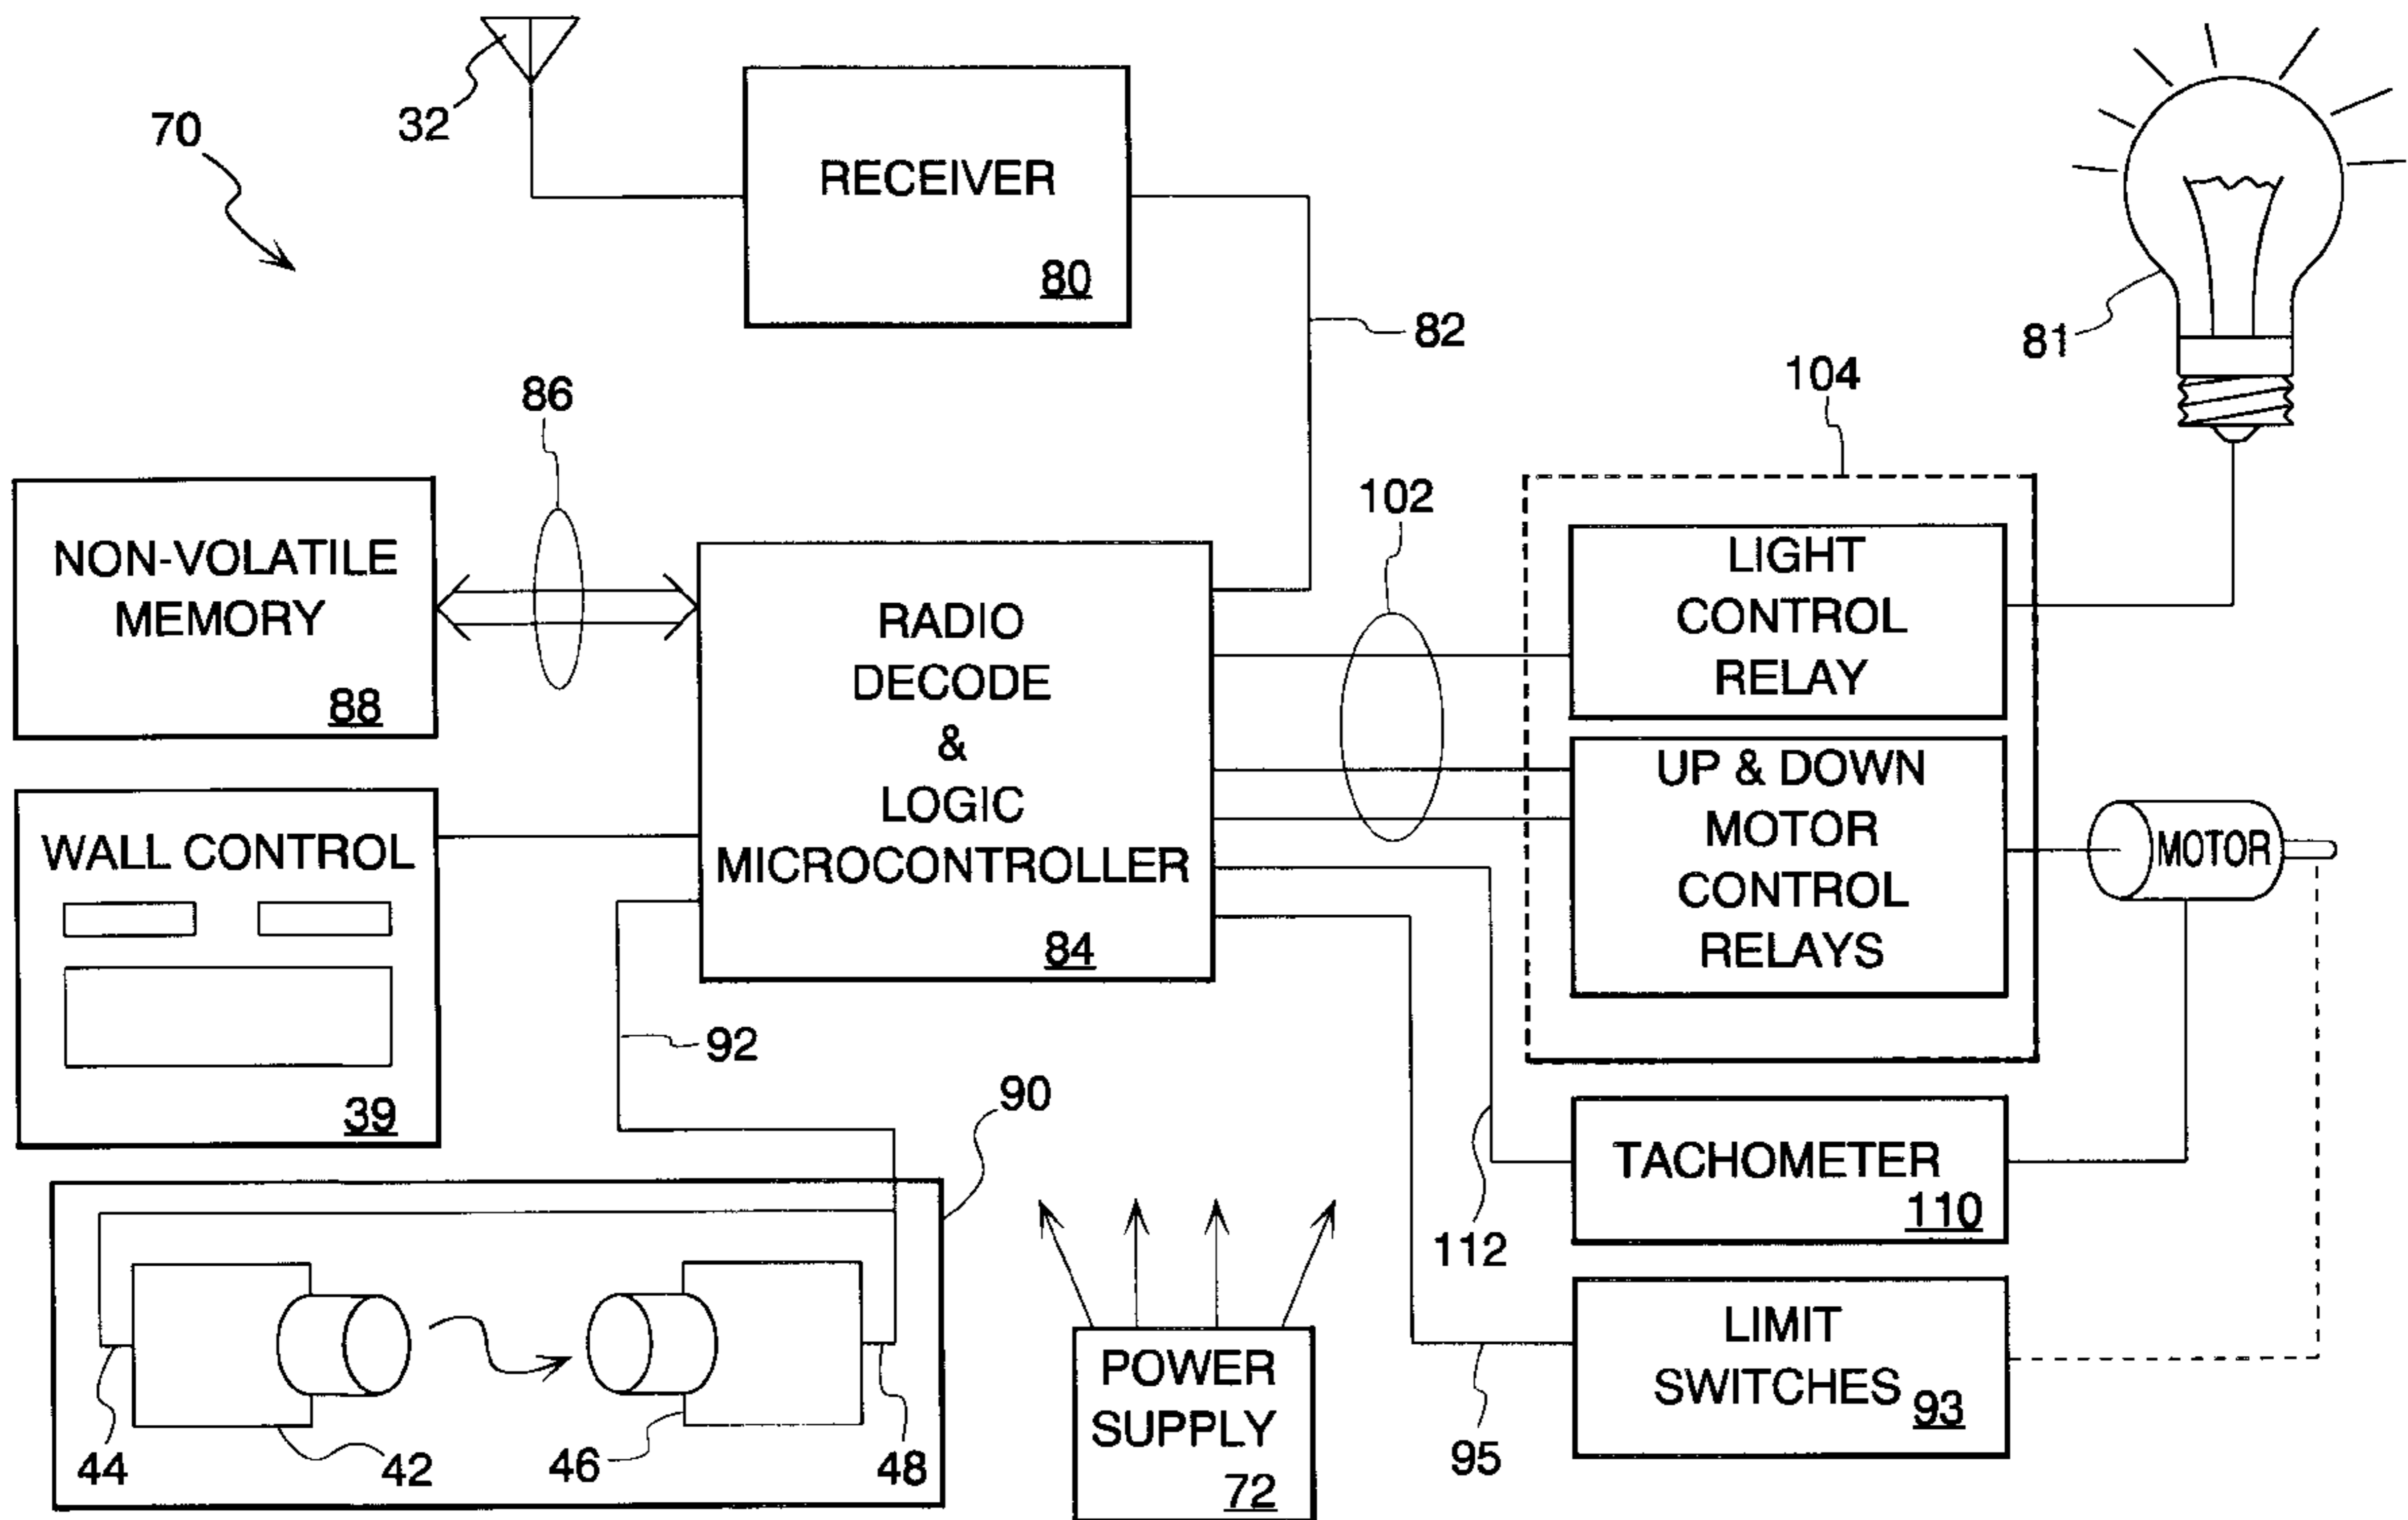 32
70
RECEIVER
80
82
81
104
86
102
NON-VOLATILE
MEMORY
88
RADIO
DECODE
&
LOGIC
MICROCONTROLLER
84
LIGHT
CONTROL
RELAY
UP & DOWN
MOTOR
CONTROL
RELAYS
MOTOR
WALL CONTROL
39
92
90
TACHOMETER
110
112
44
42
46
48
POWER
SUPPLY
72
LIMIT
SWITCHES
93
95